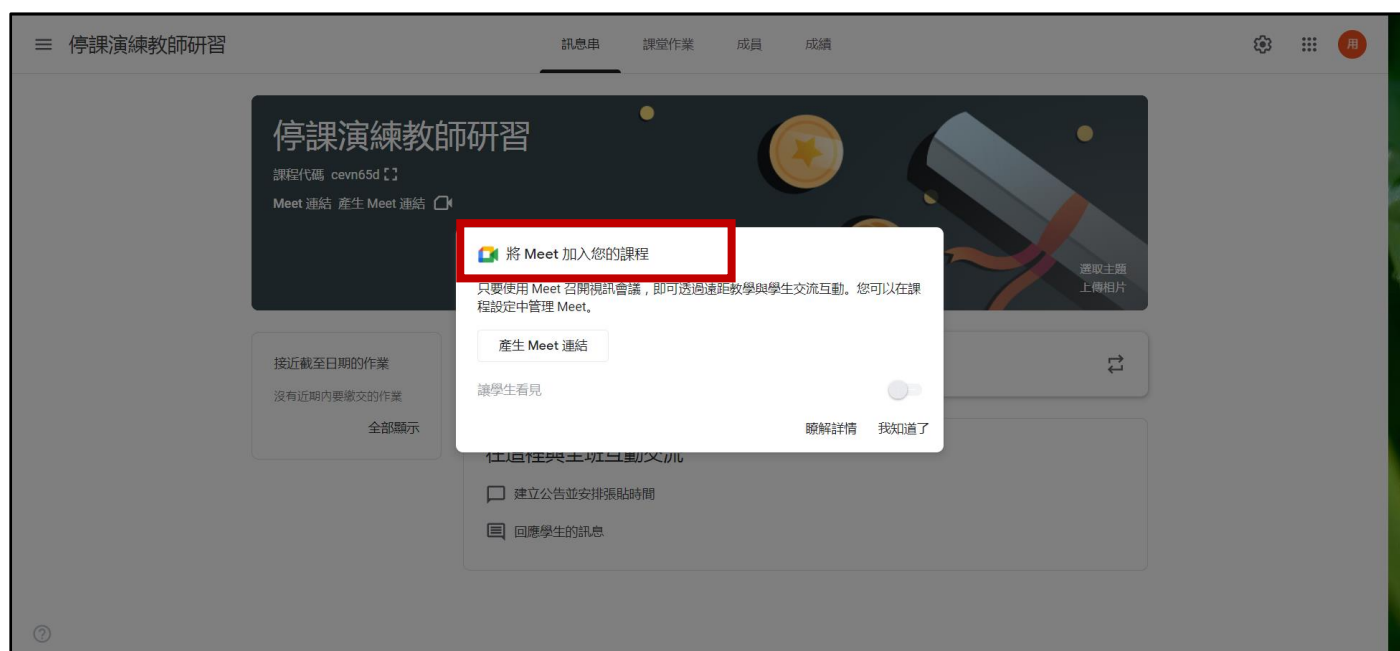 停課演練教師研習
訊息串 課堂作業 成員 成績
用
停課演練教師研習
課程代碼 cevn65d
Meet 連結 產生 Meet 連結
選取主題
上傳相片
將 Meet 加入您的課程
只要使用 Meet 召開視訊會議，即可透過遠距教學與學生交流互動。您可以在課
程設定中管理 Meet。
產生 Meet 連結
讓學生看見
瞭解詳情 我知道了
接近截至日期的作業
沒有近期內要繳交的作業
全部顯示
在這裡與全班互動交流
建立公告並安排張貼時間
回應學生的訊息